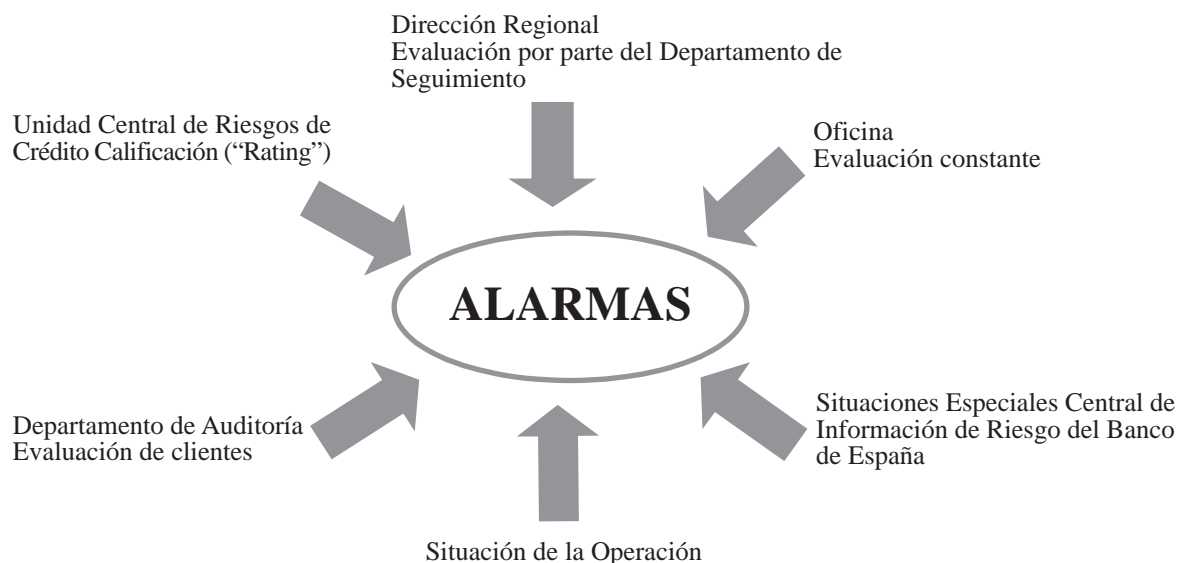 Dirección Regional
Evaluación por parte del Departamento de
Seguimiento
Unidad Central de Riesgos de
Crédito Calificación (“Rating”)
Oficina
Evaluación constante
ALARMAS
Departamento de Auditoría
Evaluación de clientes
Situaciones Especiales Central de
Información de Riesgo del Banco
de España
Situación de la Operación